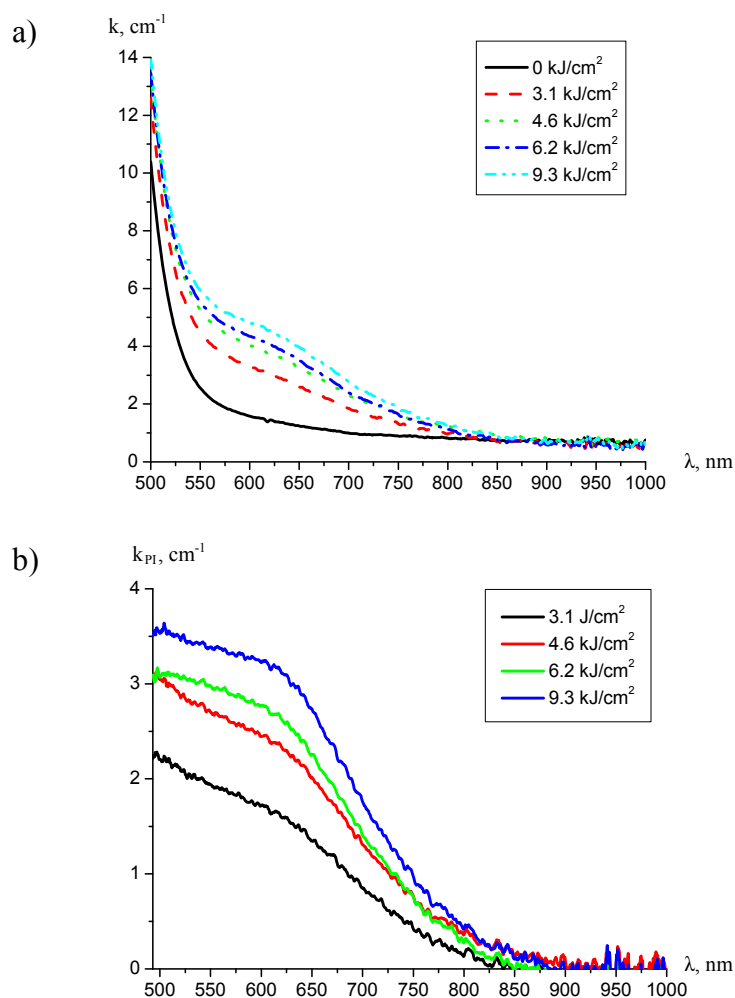 a)
k, cm-1
14
12
10
8
6
4
2
0
500 550 600 650 700 750 800 850 900 950 1000
λ, nm
0 kJ/cm2
3.1 kJ/cm2
4.6 kJ/cm2
6.2 kJ/cm2
9.3 kJ/cm2
b)
kPI, cm-1
4
3
2
1
0
500 550 600 650 700 750 800 850 900 950 1000
λ, nm
3.1 J/cm2
4.6 kJ/cm2
6.2 kJ/cm2
9.3 kJ/cm2